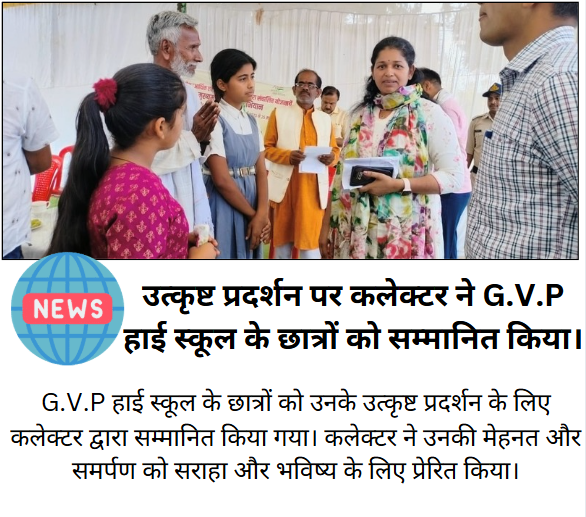 NEWS
उत्कृष्ट प्रदर्शन पर कलेक्टर ने G.V.P
हाई स्कूल के छात्रों को सम्मानित किया।
G.V.P हाई स्कूल के छात्रों को उनके उत्कृष्ट प्रदर्शन के लिए
कलेक्टर द्वारा सम्मानित किया गया। कलेक्टर ने उनकी मेहनत और
समर्पण को सराहा और भविष्य के लिए प्रेरित किया।